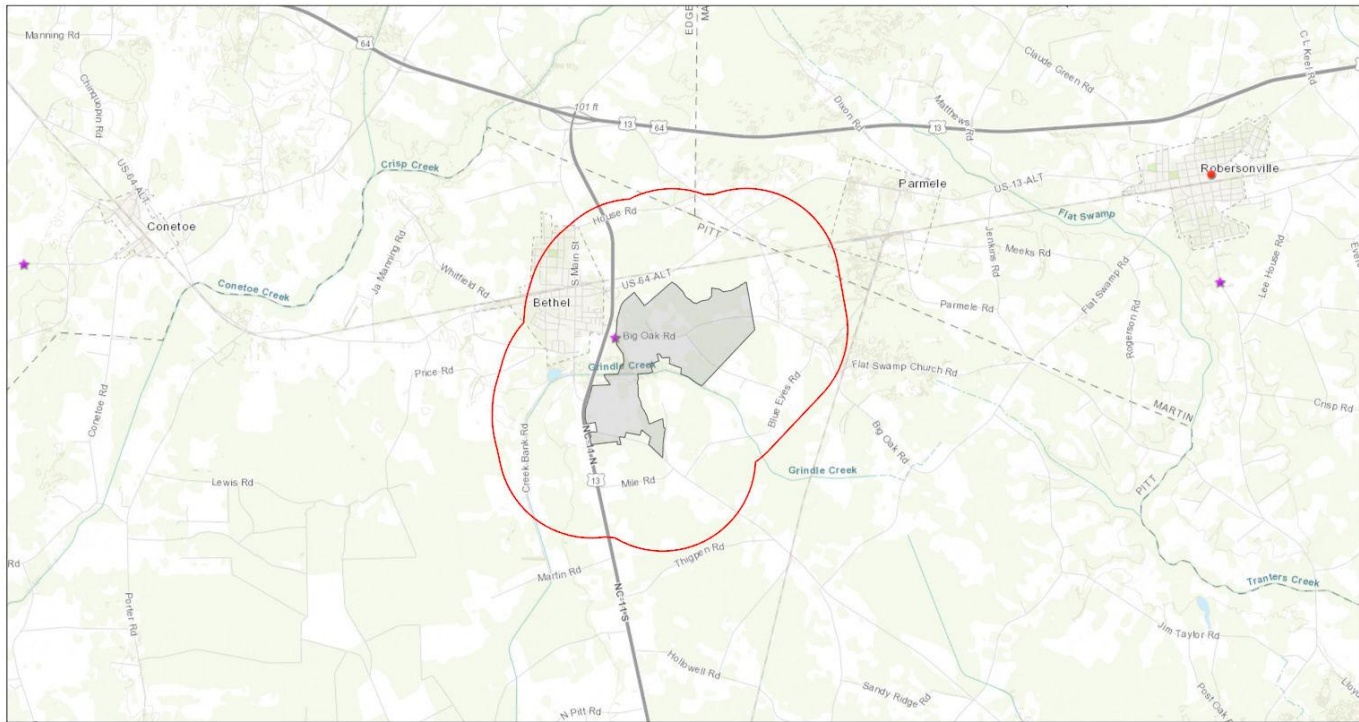 Manning Rd
Chinquapin Rd
64
EDGE
MA
Claude Green Rd
C L Keel Rd
101 ft
13
64
Dixon Rd
Matthews Rd
13
US-64-ALT
Crisp Creek
Parmele
Robersonville
US-13-ALT
Conetoe
House Rd
PITT
Flat Swamp
Ja Manning Rd
S Main St
Jenkins Rd
Meeks Rd
Lee House Rd
Whitfield Rd
US-64-ALT
Flat Swamp Rd
Conetoe Creek
Bethel
Parmele Rd
Rogerson Rd
Big Oak Rd
Price Rd
Grindle Creek
Flat Swamp Church Rd
Conetoe Rd
Blue Eyes Rd
MARTIN
Crisp Rd
Creek Bank Rd
NC-11-N
Big Oak Rd
Grindle Creek
Lewis Rd
13
Mile Rd
PITT
Rd
Martin Rd
Thigpen Rd
Tranters Creek
Porter Rd
NC-11-S
Jim Taylor Rd
Hollowell Rd
Sandy Ridge Rd
Post Oak
N Pitt Rd